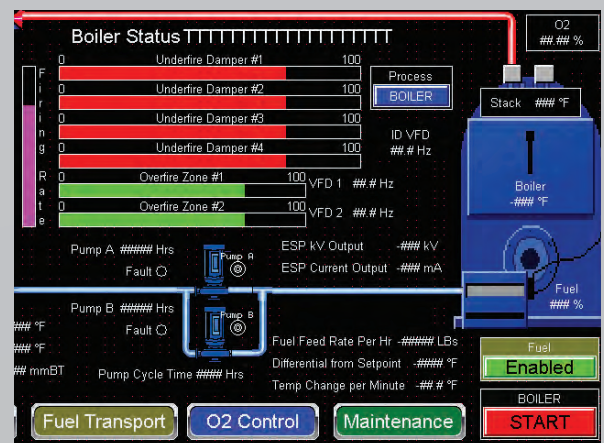 Boiler Status TTTTTTTTTTTTTTTTTTTT
O2
##.## %
0 Underfire Damper #1 100
0 Underfire Damper #2 100
0 Underfire Damper #3 100
0 Underfire Damper #4 100
0 Overfire Zone #1 100
0 Overfire Zone #2 100
Firing Rate
Process
BOILER
ID VFD
##.# Hz
VFD 1 ##.# Hz
VFD 2 ##.# Hz
Stack ### °F
Boiler
-### °F
Fuel
### %
Pump A ##### Hrs
Fault
Pump A
ESP kV Output -### kV
ESP Current Output -### mA
Pump B ##### Hrs
Fault
Pump B
### °F
### °F
## mmBT
Pump Cycle Time #### Hrs
Fuel Feed Rate Per Hr -##### LBs
Differential from Setpoint -#### °F
Temp Change per Minute -## # °F
Fuel
Enabled
BOILER
START
Fuel Transport
O2 Control
Maintenance